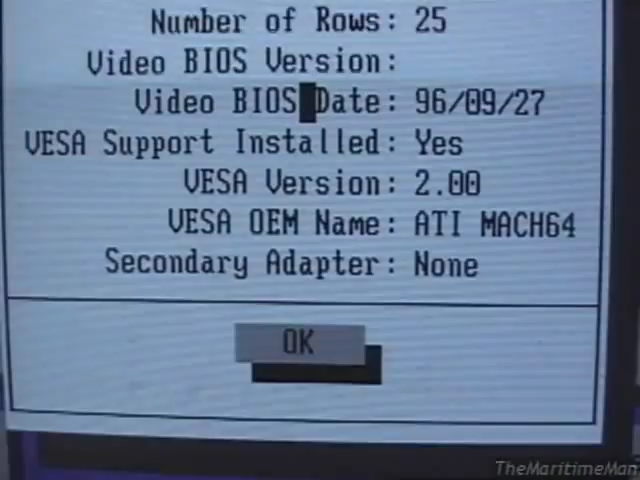 Number of Rows: 25
Video BIOS Version:
Video BIOS Date: 96/09/27
VESA Support Installed: Yes
VESA Version: 2.00
VESA OEM Name: ATI MACH64
Secondary Adapter: None
OK
TheMaritimeMan